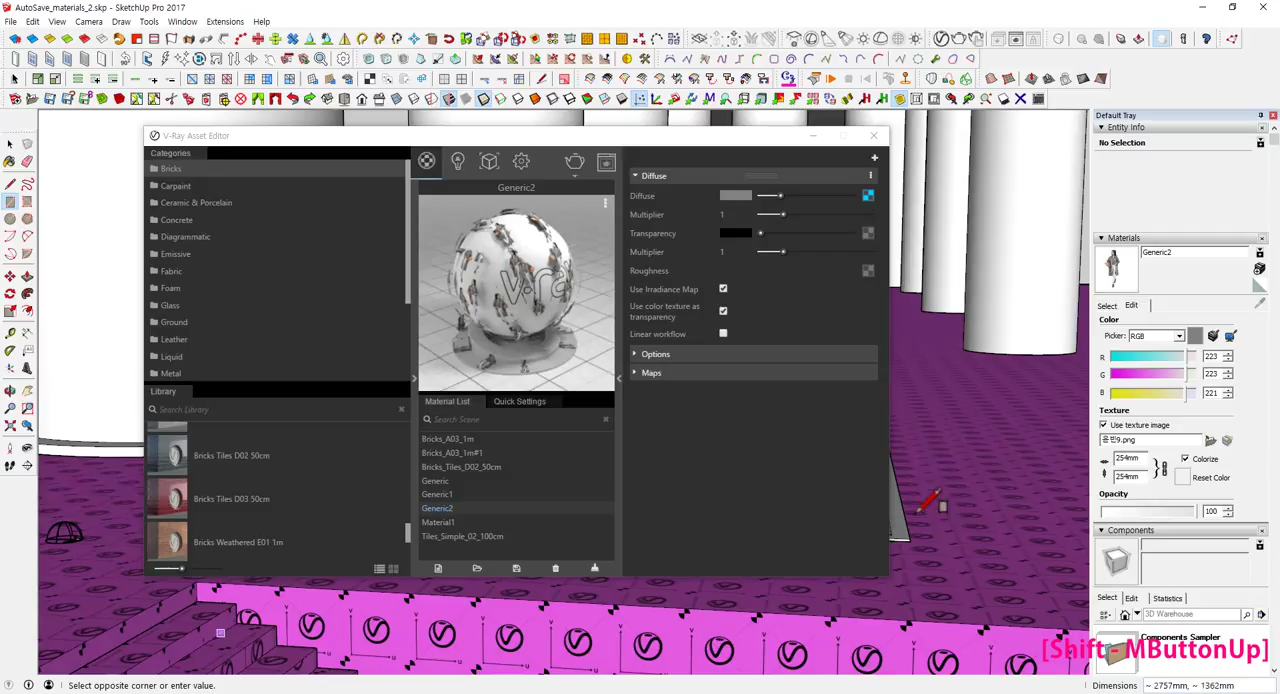 AutoSave_materials_2.skp - SketchUp Pro 2017
File Edit View Camera Draw Tools Window Extensions Help
V-Ray Asset Editor
Categories
Bricks
Carpaint
Ceramic & Porcelain
Concrete
Diagrammatic
Emissive
Fabric
Foam
Glass
Ground
Leather
Liquid
Metal
Library
Search Library
Bricks Tiles D02 50cm
Bricks Tiles D03 50cm
Bricks Weathered E01 1m
Generic2
Material List Quick Settings
Search Scene
Bricks_A03_1m
Bricks_A03_1m#1
Bricks_Tiles_D02_50cm
Generic
Generic1
Generic2
Material1
Tiles_Simple_02_100cm
Diffuse
Diffuse
Multiplier 1
Transparency
Multiplier 1
Roughness
Use Irradiance Map
Use color texture as
transparency
Linear workflow
Options
Maps
Default Tray
Entity Info
No Selection
Materials
Generic2
Select Edit
Color
Picker: RGB
R 223
G 223
B 221
Texture
Use texture image
윤빈9.png
254mm Colorize
254mm Reset Color
Opacity
100
Components
Select Edit Statistics
3D Warehouse
Components Sampler
[Shift - MButtonUp]
Select opposite corner or enter value.
Dimensions ~ 2757mm, ~ 1362mm